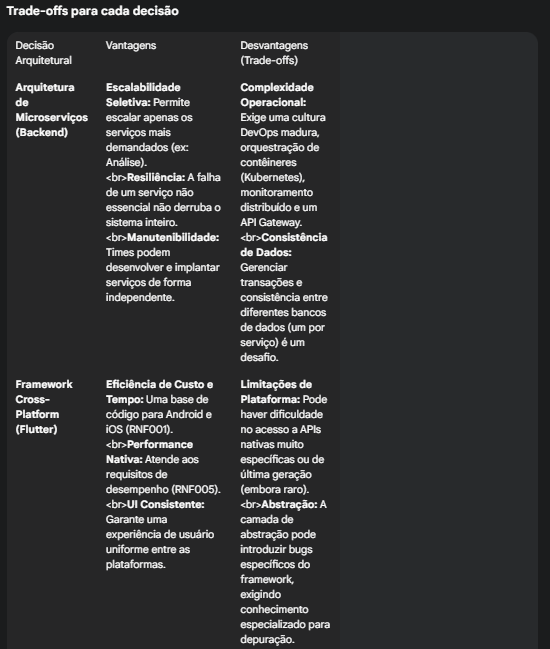 Trade-offs para cada decisão
Decisão
Arquitetural
Vantagens
Desvantagens
(Trade-offs)
Arquitetura
de
Microserviços
(Backend)
Escalabilidade
Seletiva: Permite
escalar apenas os
serviços mais
demandados (ex:
Análise).
<br>Resiliência: A falha
de um serviço não
essencial não derruba o
sistema inteiro.
<br>Manutenibilidade:
Times podem
desenvolver e implantar
serviços de forma
independente.
Complexidade
Operacional:
Exige uma cultura
DevOps madura,
orquestração de
contêineres
(Kubernetes),
monitoramento
distribuído e um
API Gateway.
<br>Consistência
de Dados:
Gerenciar
transações e
consistência entre
diferentes bancos
de dados (um por
serviço) é um
desafio.
Framework
Cross-
Platform
(Flutter)
Eficiência de Custo e
Tempo: Uma base de
código para Android e
iOS (RNF001).
<br>Performance
Nativa: Atende aos
requisitos de
desempenho (RNF005).
<br>UI Consistente:
Garante uma
experiência de usuário
uniforme entre as
plataformas.
Limitações de
Plataforma: Pode
haver dificuldade
no acesso a APIs
nativas muito
específicas ou de
última geração
(embora raro).
<br>Abstração: A
camada de
abstração pode
introduzir bugs
específicos do
framework,
exigindo
conhecimento
especializado para
depuração.